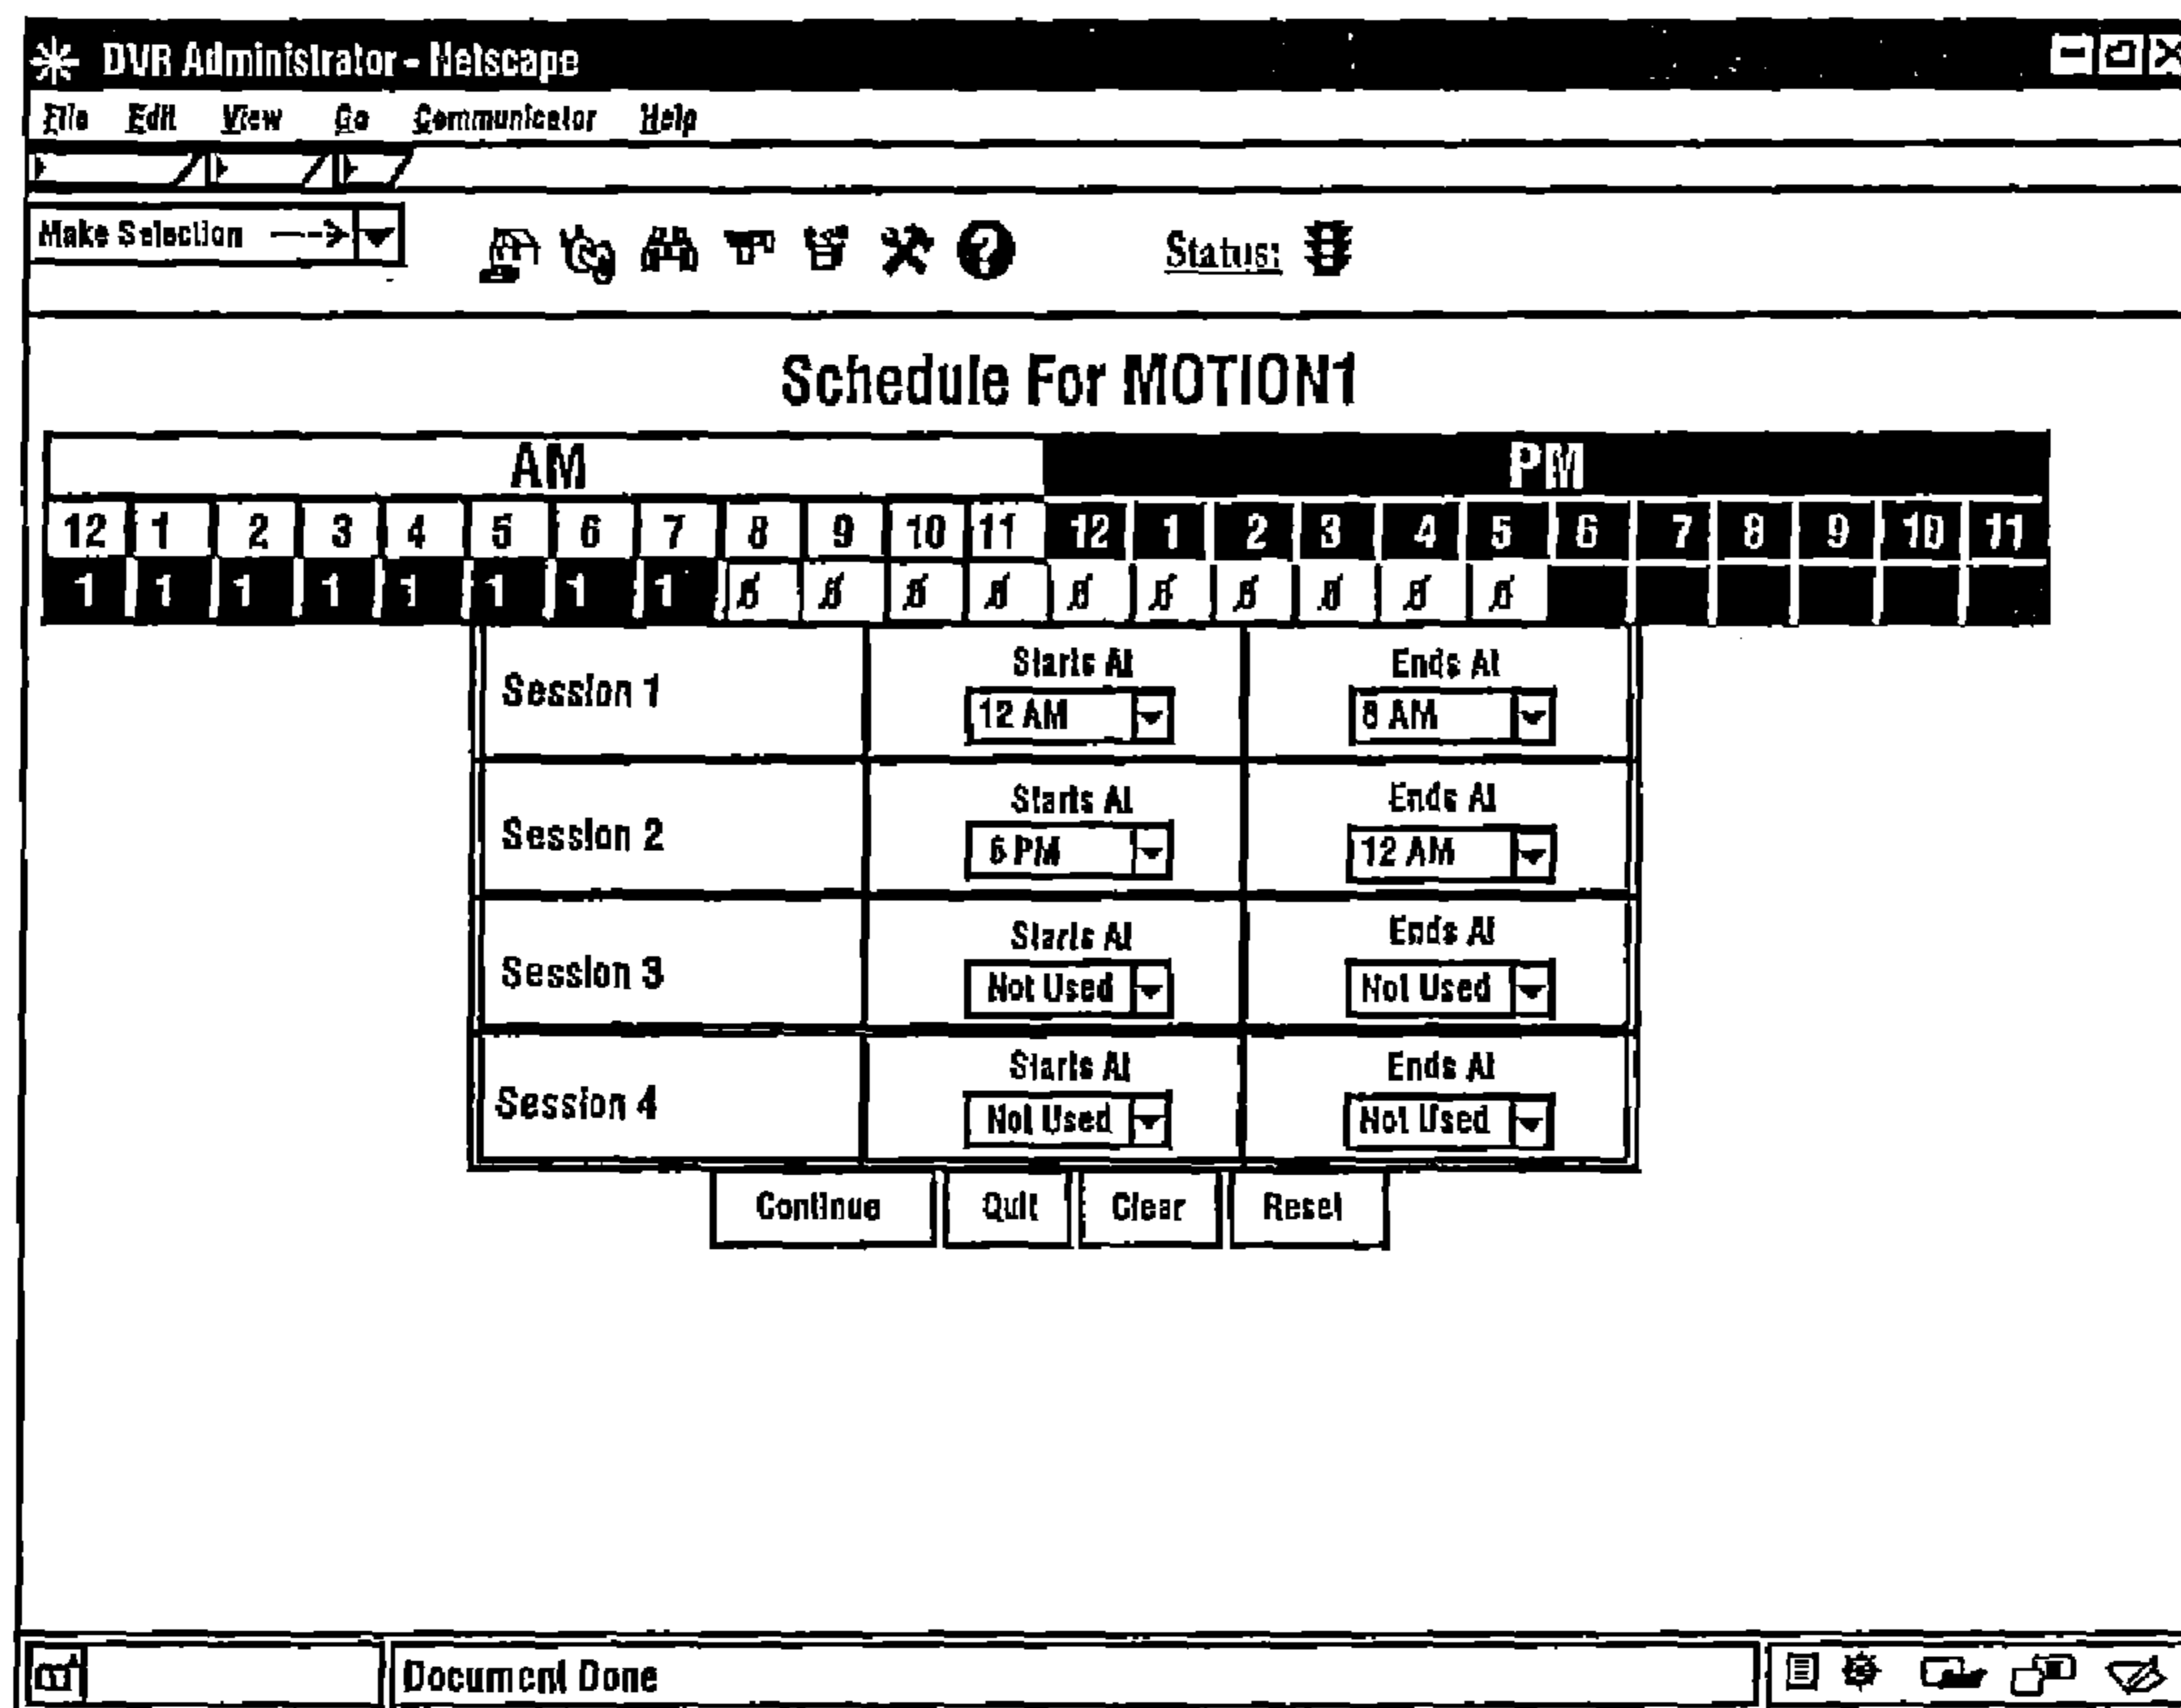 DVR Administrator - Netscape
File Edit View Go Communicator Help
Make Selection --->
Status:
Schedule For MOTION1
AM PM
12 1 2 3 4 5 6 7 8 9 10 11 12 1 2 3 4 5 6 7 8 9 10 11
1 1 1 1 1 1 1 1
Starts At Ends At
Session 1
12 AM 8 AM
Starts At Ends At
Session 2
6 PM 12 AM
Starts At Ends At
Session 3
Not Used Not Used
Starts At Ends At
Session 4
Not Used Not Used
Continue Quit Clear Reset
Document Done